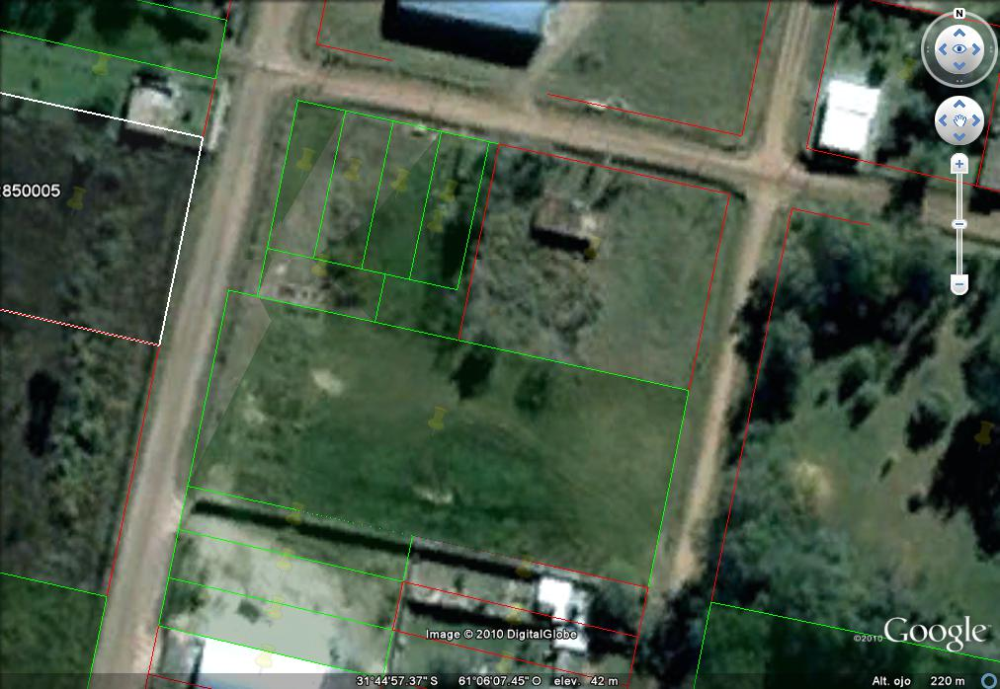 N
850005
Image © 2010 DigitalGlobe
©2010 Google
31°44'57.37" S 61°06'07.45" O elev. 42 m
Alt. ojo 220 m